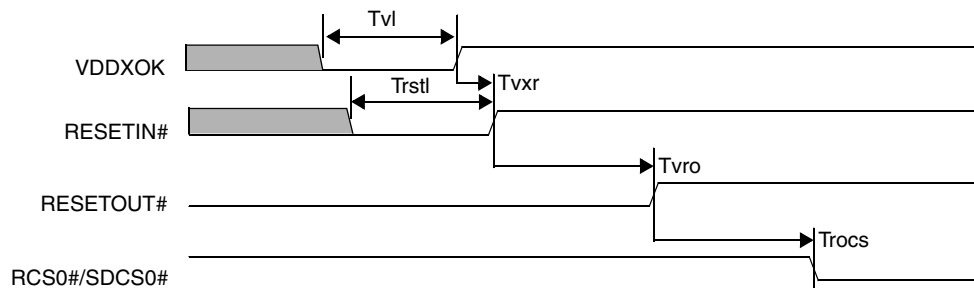 Tvl
VDDXOK
Trstl
Tvxr
RESETIN#
Tvro
RESETOUT#
Trocs
RCS0#/SDCS0#